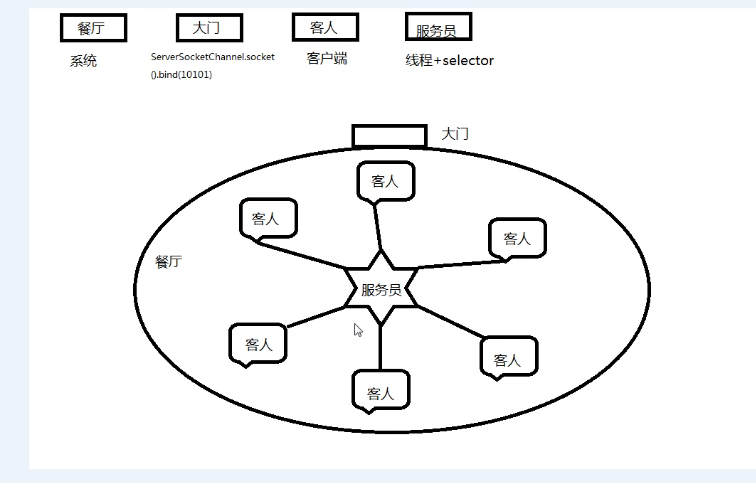 餐厅
大门
客人
服务员
系统
ServerSocketChannel.socket
().bind(10101)
客户端
线程+selector
大门
客人
客人
客人
餐厅
服务员
客人
客人
客人